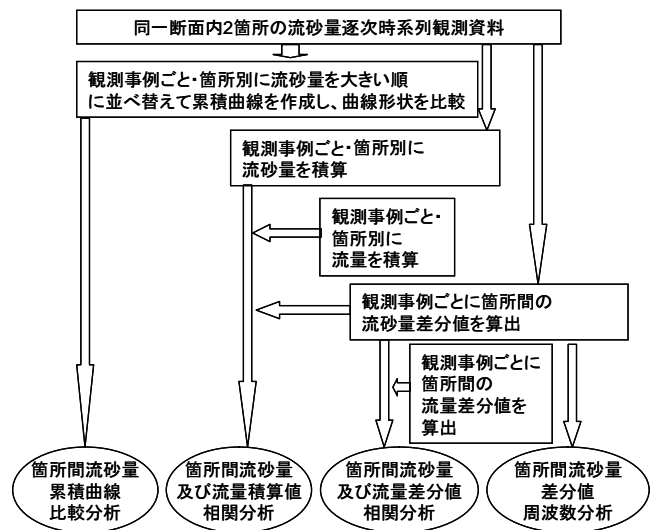 同一断面内2箇所の流砂量逐次時系列観測資料
観測事例ごと・箇所別に流砂量を大きい順
に並べ替えて累積曲線を作成し、曲線形状を比較
観測事例ごと・箇所別に
流砂量を積算
観測事例ごと・
箇所別に
流量を積算
観測事例ごとに箇所間の
流砂量差分値を算出
観測事例ごとに
箇所間の
流量差分値を
算出
箇所間流砂量
累積曲線
比較分析
箇所間流砂量
及び流量積算値
相関分析
箇所間流砂量
及び流量差分値
相関分析
箇所間流砂量
差分値
周波数分析